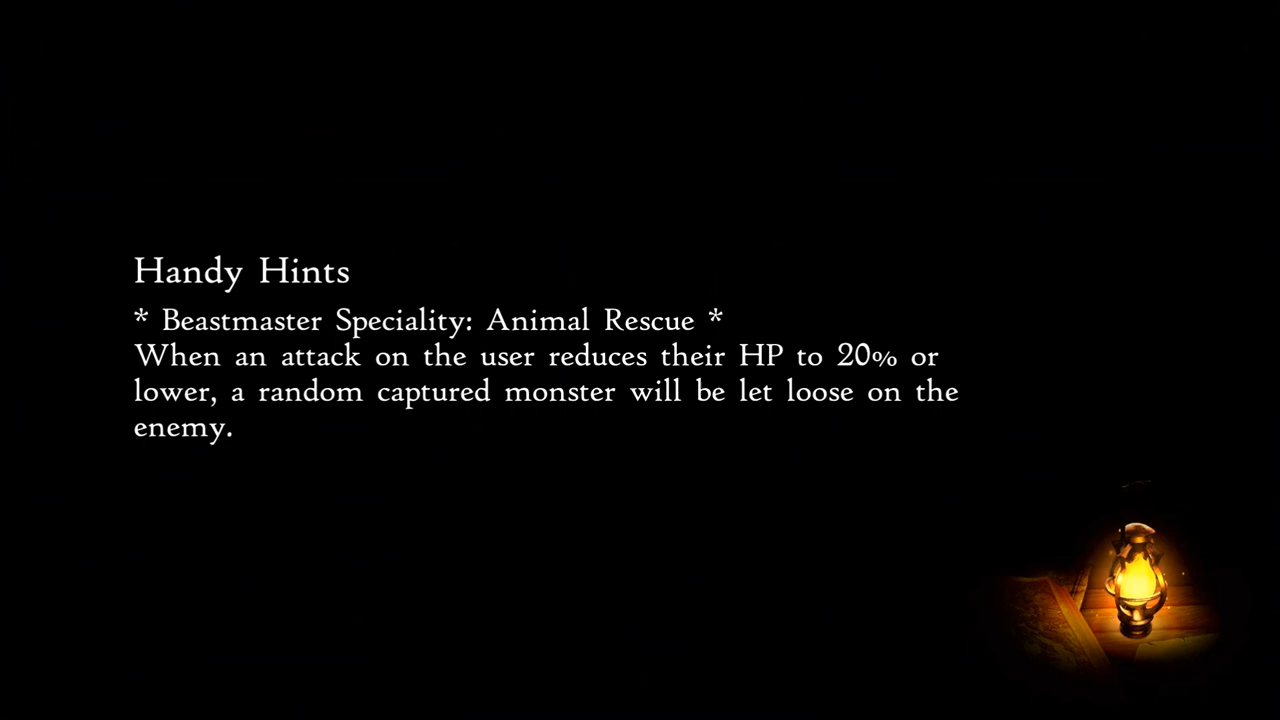 Handy Hints
* Beastmaster Speciality: Animal Rescue *
When an attack on the user reduces their HP to 20% or
lower, a random captured monster will be let loose on the
enemy.